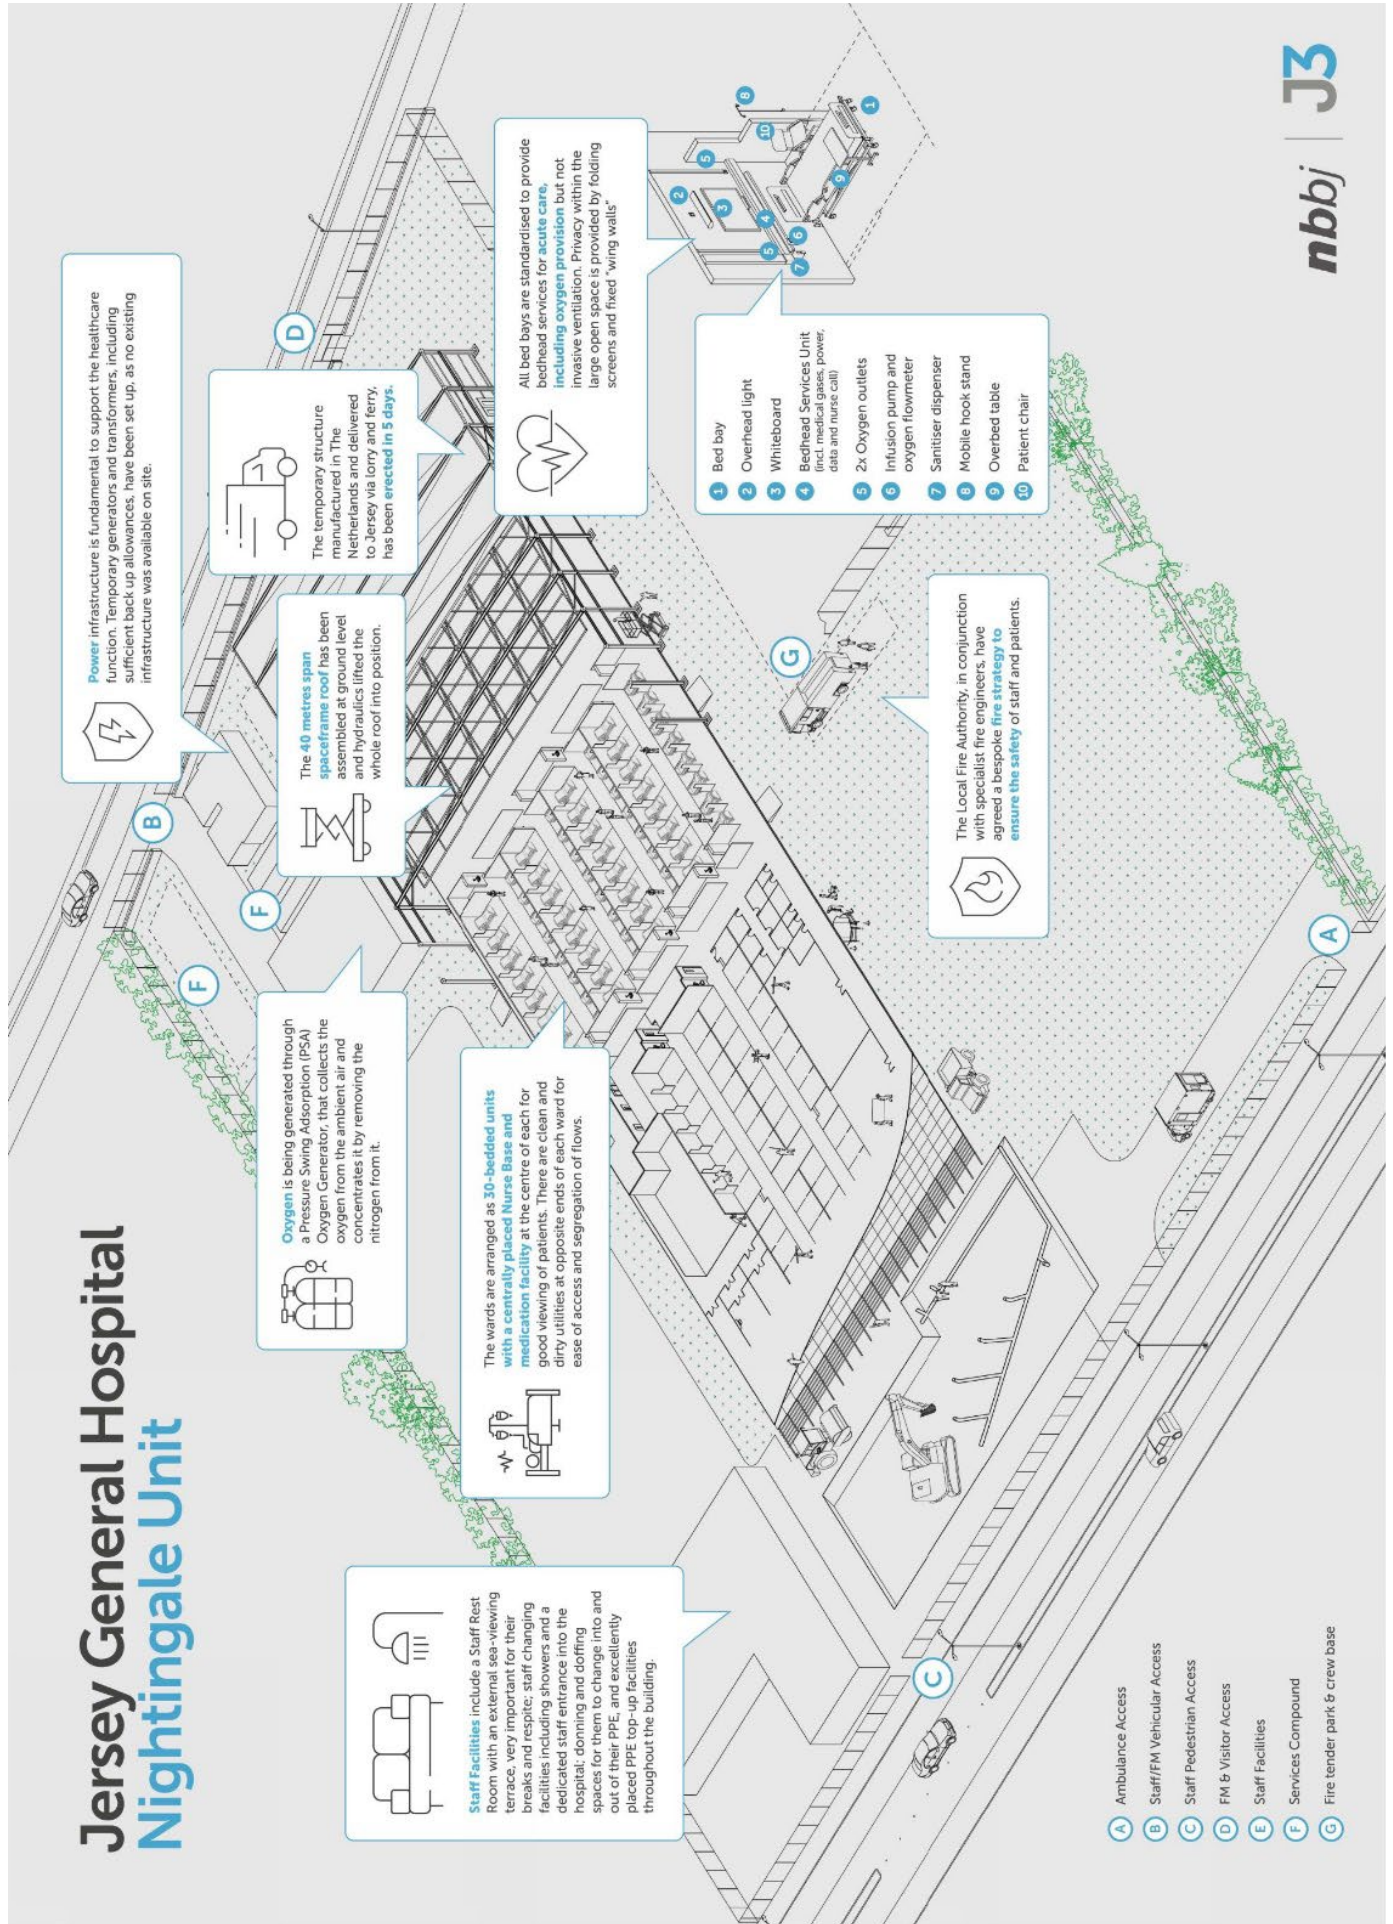 Jersey General Hospital
Nightingale Unit
Power infrastructure is fundamental to support the healthcare
function. Temporary generators and transformers, including
sufficient back up allowances, have been set up, as no existing
infrastructure was available on site.
The temporary structure
manufactured in The
Netherlands and delivered
to Jersey via lorry and ferry,
has been erected in 5 days.
The 40 metres span
spaceframe roof has been
assembled at ground level
and hydraulics lifted the
whole roof into position.
Oxygen is being generated through
a Pressure Swing Adsorption (PSA)
Oxygen Generator, that collects the
oxygen from the ambient air and
concentrates it by removing the
nitrogen from it.
The wards are arranged as 30-bedded units
with a centrally placed Nurse Base and
medication facility at the centre of each for
good viewing of patients. There are clean and
dirty utilities at opposite ends of each ward for
ease of access and segregation of flows.
Staff Facilities include a Staff Rest
Room with an external sea-viewing
terrace, very important for their
breaks and respite; staff changing
facilities including showers and a
dedicated staff entrance into the
hospital; donning and doffing
spaces for them to change into and
out of their PPE, and excellently
placed PPE top-up facilities
throughout the building.
All bed bays are standardised to provide
bedhead services for acute care,
including oxygen provision but not
invasive ventilation. Privacy within the
large open space is provided by folding
screens and fixed "wing walls"
1 Bed bay
2 Overhead light
3 Whiteboard
4 Bedhead Services Unit
(incl. medical gases, power,
data and nurse call)
5 2x Oxygen outlets
6 Infusion pump and
oxygen flowmeter
7 Sanitiser dispenser
8 Mobile hook stand
9 Overbed table
10 Patient chair
The Local Fire Authority, in conjunction
with specialist fire engineers, have
agreed a bespoke fire strategy to
ensure the safety of staff and patients.
B
D
F
F
G
A
C
8
10
5
1
2
3
9
4
5
6
7
A Ambulance Access
B Staff/FM Vehicular Access
C Staff Pedestrian Access
D FM & Visitor Access
E Staff Facilities
F Services Compound
G Fire tender park & crew base
nbbj | J3